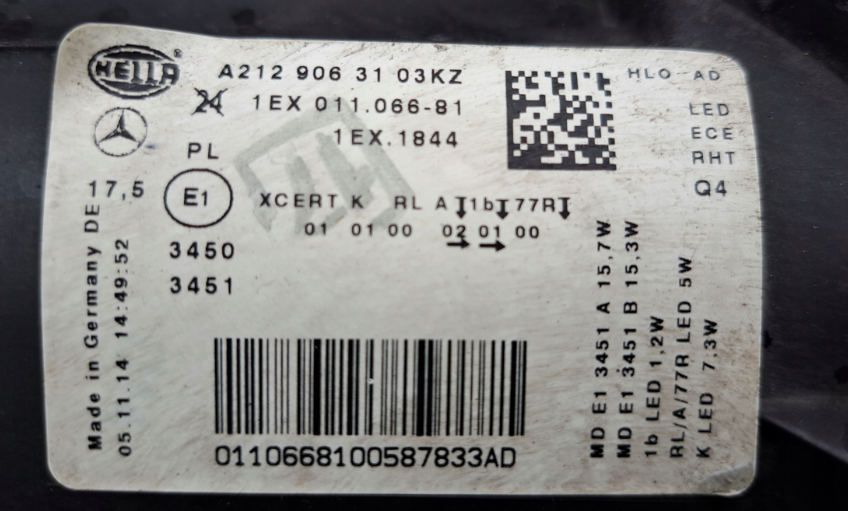 HELLA®
A212 906 31 03KZ
HLO AD
24 1EX 011.066-81
LED
1EX.1844
ECE
PL
RHT
17,5 E1 XCERT K RL A 1b 77R
Q4
01 01 00 02 01 00
3450
3451
Made in Germany DE
05.11.14 14:49:52
MD E1 3451 A 15,7W
MD E1 3451 B 15,3W
1b LED 1,2W
RL/A/77R LED 5W
K LED 7,3W
0110668100587833AD